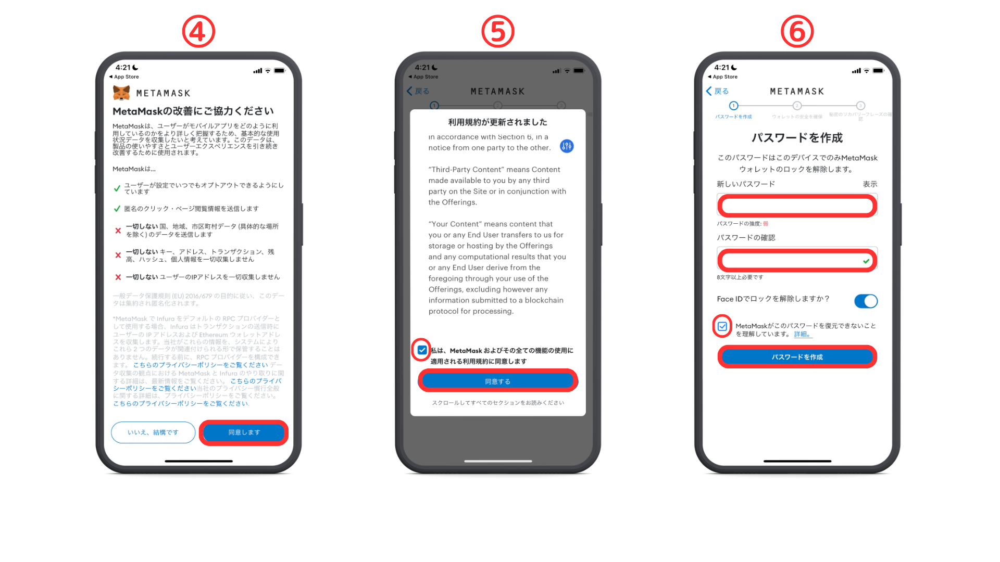 ④
4:21
◀ App Store
METAMASK
MetaMaskの改善にご協力ください
MetaMaskは、ユーザーがモバイルアプリをどのように利
用しているのかをより詳しく把握するため、基本的な使用
状況データを収集したいと考えています。このデータは、
製品の使いやすさとユーザーエクスペリエンスを引き続き
改善するために使用されます。
MetaMaskは...
ユーザーが設定でいつでもオプトアウトできるようにし
ています
匿名のクリック・ページ閲覧情報を送信します
一切しない 国、地域、市区町村データ (具体的な場所
を除く) のデータを送信します
一切しない キー、アドレス、トランザクション、残
高、ハッシュ、個人情報を一切収集しません
一切しない ユーザーのIPアドレスを一切収集しません
一般データ保護規則 (EU) 2016/679 の目的に従い、このデー
タは集約され匿名化されます。
*MetaMask で Infura をデフォルトの RPC プロバイダーと
して使用する場合、Infura はトランザクションの送信時に
ユーザーの IP アドレスおよび Ethereum ウォレットアドレ
スを収集します。当社がこれらの情報を、システムにより
これら 2 つのデータが関連付けられる形で保管することは
ありません。続行する前に、RPC プロバイダーを構成でき
ます。 こちらのプライバシーポリシーをご覧ください デー
タ収集の観点における MetaMask と Infura のやり取りに関
する詳細は、最新情報をご覧ください。 こちらのプライバ
シーポリシーをご覧ください当社のプライバシー慣行全般
に関する詳細は、プライバシーポリシーをご覧ください。
こちらのプライバシーポリシーをご覧ください.
いいえ、結構です
同意します
⑤
4:21
◀ App Store
戻る
METAMASK
1
2
3
利用規約が更新されました
in accordance with Section 6, in a
notice from one party to the other.
“Third-Party Content” means Content
made available to you by any third
party on the Site or in conjunction with
the Offerings.
“Your Content” means content that
you or any End User transfers to us for
storage or hosting by the Offerings
and any computational results that you
or any End User derive from the
foregoing through your use of the
Offerings, excluding however any
information submitted to a blockchain
protocol for processing.
私は、MetaMask およびその全ての機能の使用に
適用される利用規約に同意します
同意する
スクロールしてすべてのセクションをお読みください
⑥
4:21
◀ App Store
戻る
METAMASK
1
2
3
パスワードを作成
ウォレットの安全を確保
秘密のリカバリーフレーズの確
認
パスワードを作成
このパスワードはこのデバイスでのみMetaMask
ウォレットのロックを解除します。
新しいパスワード
表示
パスワードの強度: 弱
パスワードの確認
8文字以上必要です
Face IDでロックを解除しますか？
MetaMaskがこのパスワードを復元できないこと
を理解しています。 詳細。
パスワードを作成